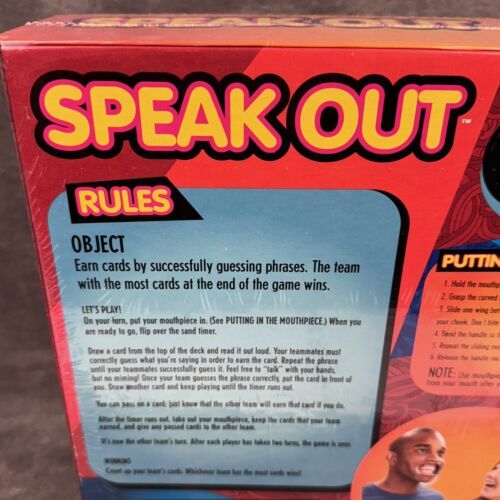 SPEAK OUT
SPEAK OUT™
RULES
OBJECT
Earn cards by successfully guessing phrases. The team
with the most cards at the end of the game wins.
LET'S PLAY!
On your turn, put your mouthpiece in. (See PUTTING IN THE MOUTHPIECE.) When you
are ready to go, flip over the sand timer.
Draw a card from the top of the deck and read it out loud. Your teammates must
correctly guess what you're saying in order to earn the card. Repeat the phrase
until your teammates successfully guess it. Feel free to "talk" with your hands,
but no miming! Once your team guesses the phrase correctly, put the card in front of
you. Draw another card and keep playing until the timer runs out.
You can pass on a card; just know that the other team will earn that card if you do.
After the timer runs out, take out your mouthpiece, keep the cards that your team
earned, and give any passed cards to the other team.
It's now the other team's turn. After each player has taken two turns, the game is over.
WINNING
Count up your team's cards. Whichever team has the most cards wins!
PUTTING
1. Hold the mouthp
2. Grasp the curved
3. Slide one wing bet
your cheek. Don't bit
4. Bend the handle to t
5. Repeat the sliding mo
6. Release the handle an
NOTE: Use mouthpie
from your mouth after